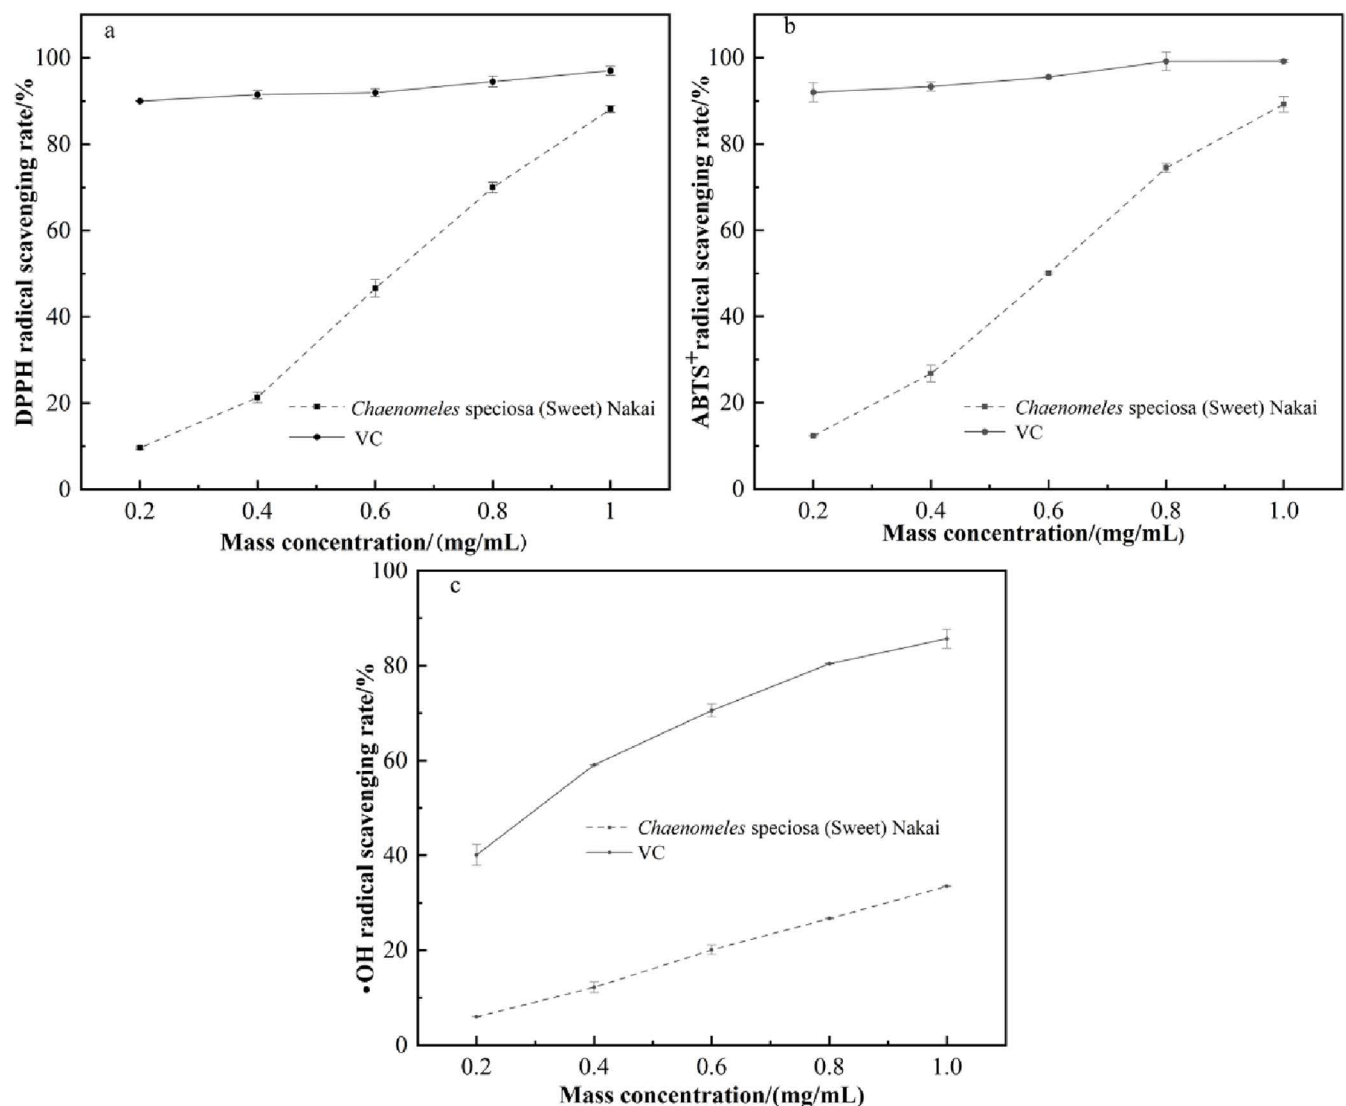 a
100
80
60
40
20
0
DPPH radical scavenging rate/%
Chaenomeles speciosa (Sweet) Nakai
VC
0.2 0.4 0.6 0.8 1
Mass concentration/(mg/mL)
b
100
80
60
40
20
0
ABTS⁺radical scavenging rate/%
Chaenomeles speciosa (Sweet) Nakai
VC
0.2 0.4 0.6 0.8 1.0
Mass concentration/(mg/mL)
c
100
80
60
40
20
0
•OH radical scavenging rate/%
Chaenomeles speciosa (Sweet) Nakai
VC
0.2 0.4 0.6 0.8 1.0
Mass concentration/(mg/mL)